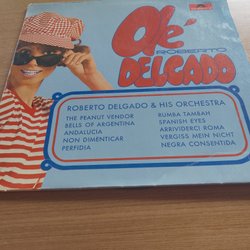 Olé
ROBERTO
DELGADO
ROBERTO DELGADO & HIS ORCHESTRA
THE PEANUT VENDOR
BELLS OF ARGENTINA
ANDALUCIA
NON DIMENTICAR
PERFIDIA
RUMBA TAMBAH
SPANISH EYES
ARRIVIDERCI ROMA
VERGISS MEIN NICHT
NEGRA CONSENTIDA